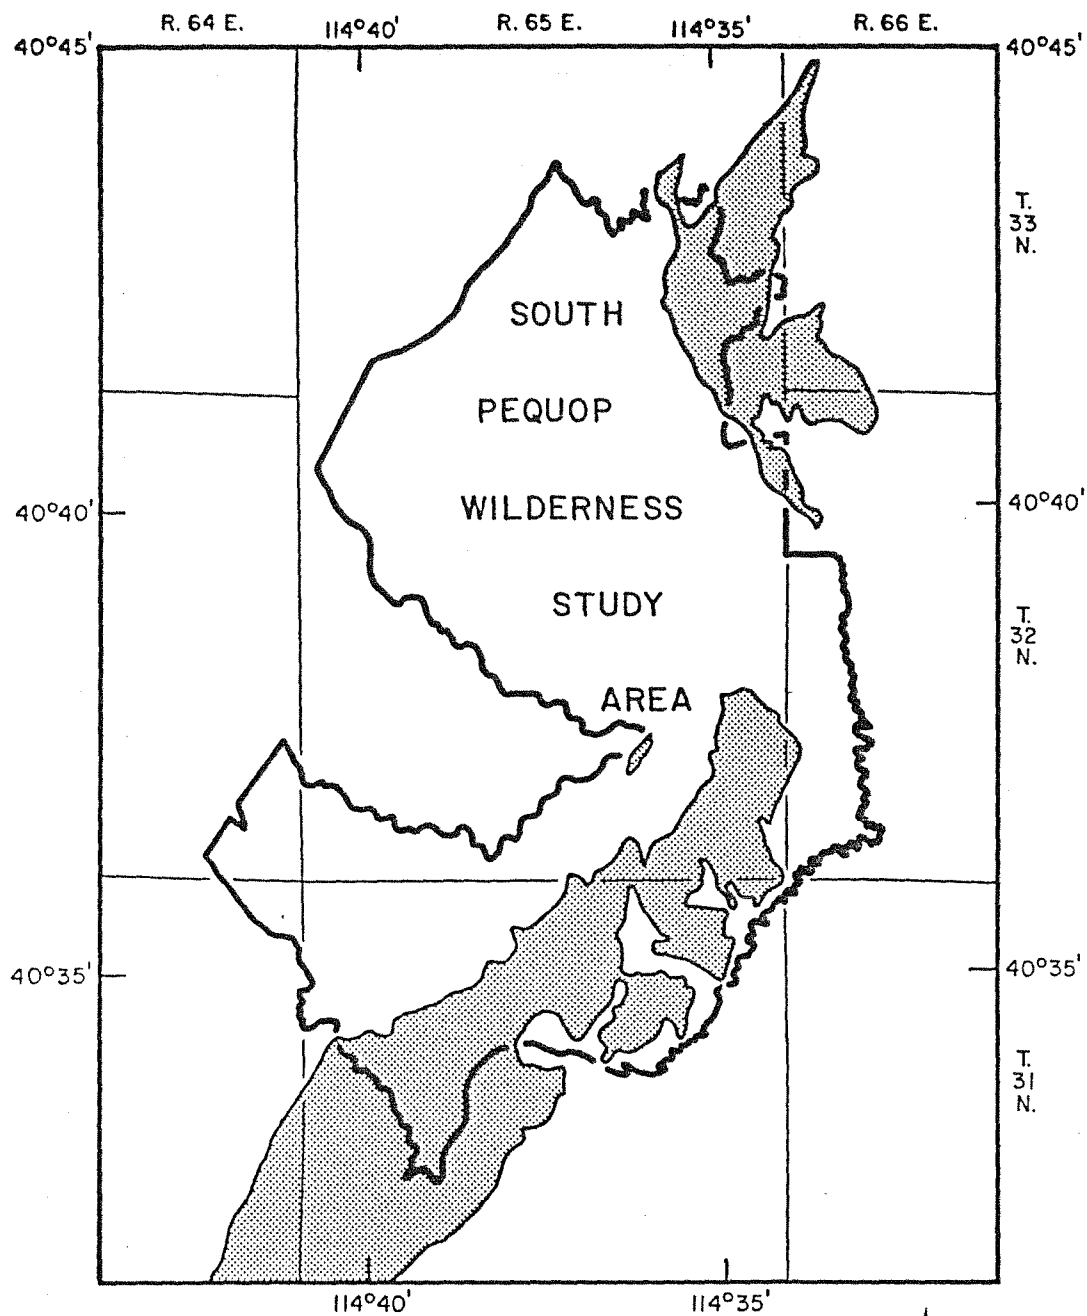 R. 64 E. 114°40' R. 65 E. 114°35' R. 66 E.
40°45' 40°45'
T.
33
N.
SOUTH
PEQUOP
WILDERNESS
40°40' 40°40'
STUDY
T.
32
N.
AREA
40°35' 40°35'
T.
31
N.
114°40' 114°35'